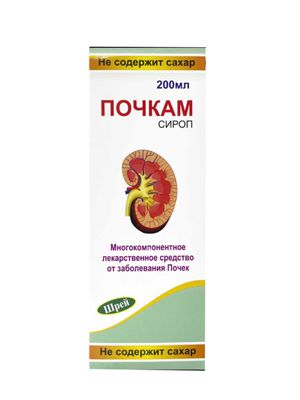 Не содержит сахар
200мл
ПОЧКАМ
СИРОП
Многокомпонентное
лекарственное средство
от заболевания Почек
Шрей
Не содержит сахар